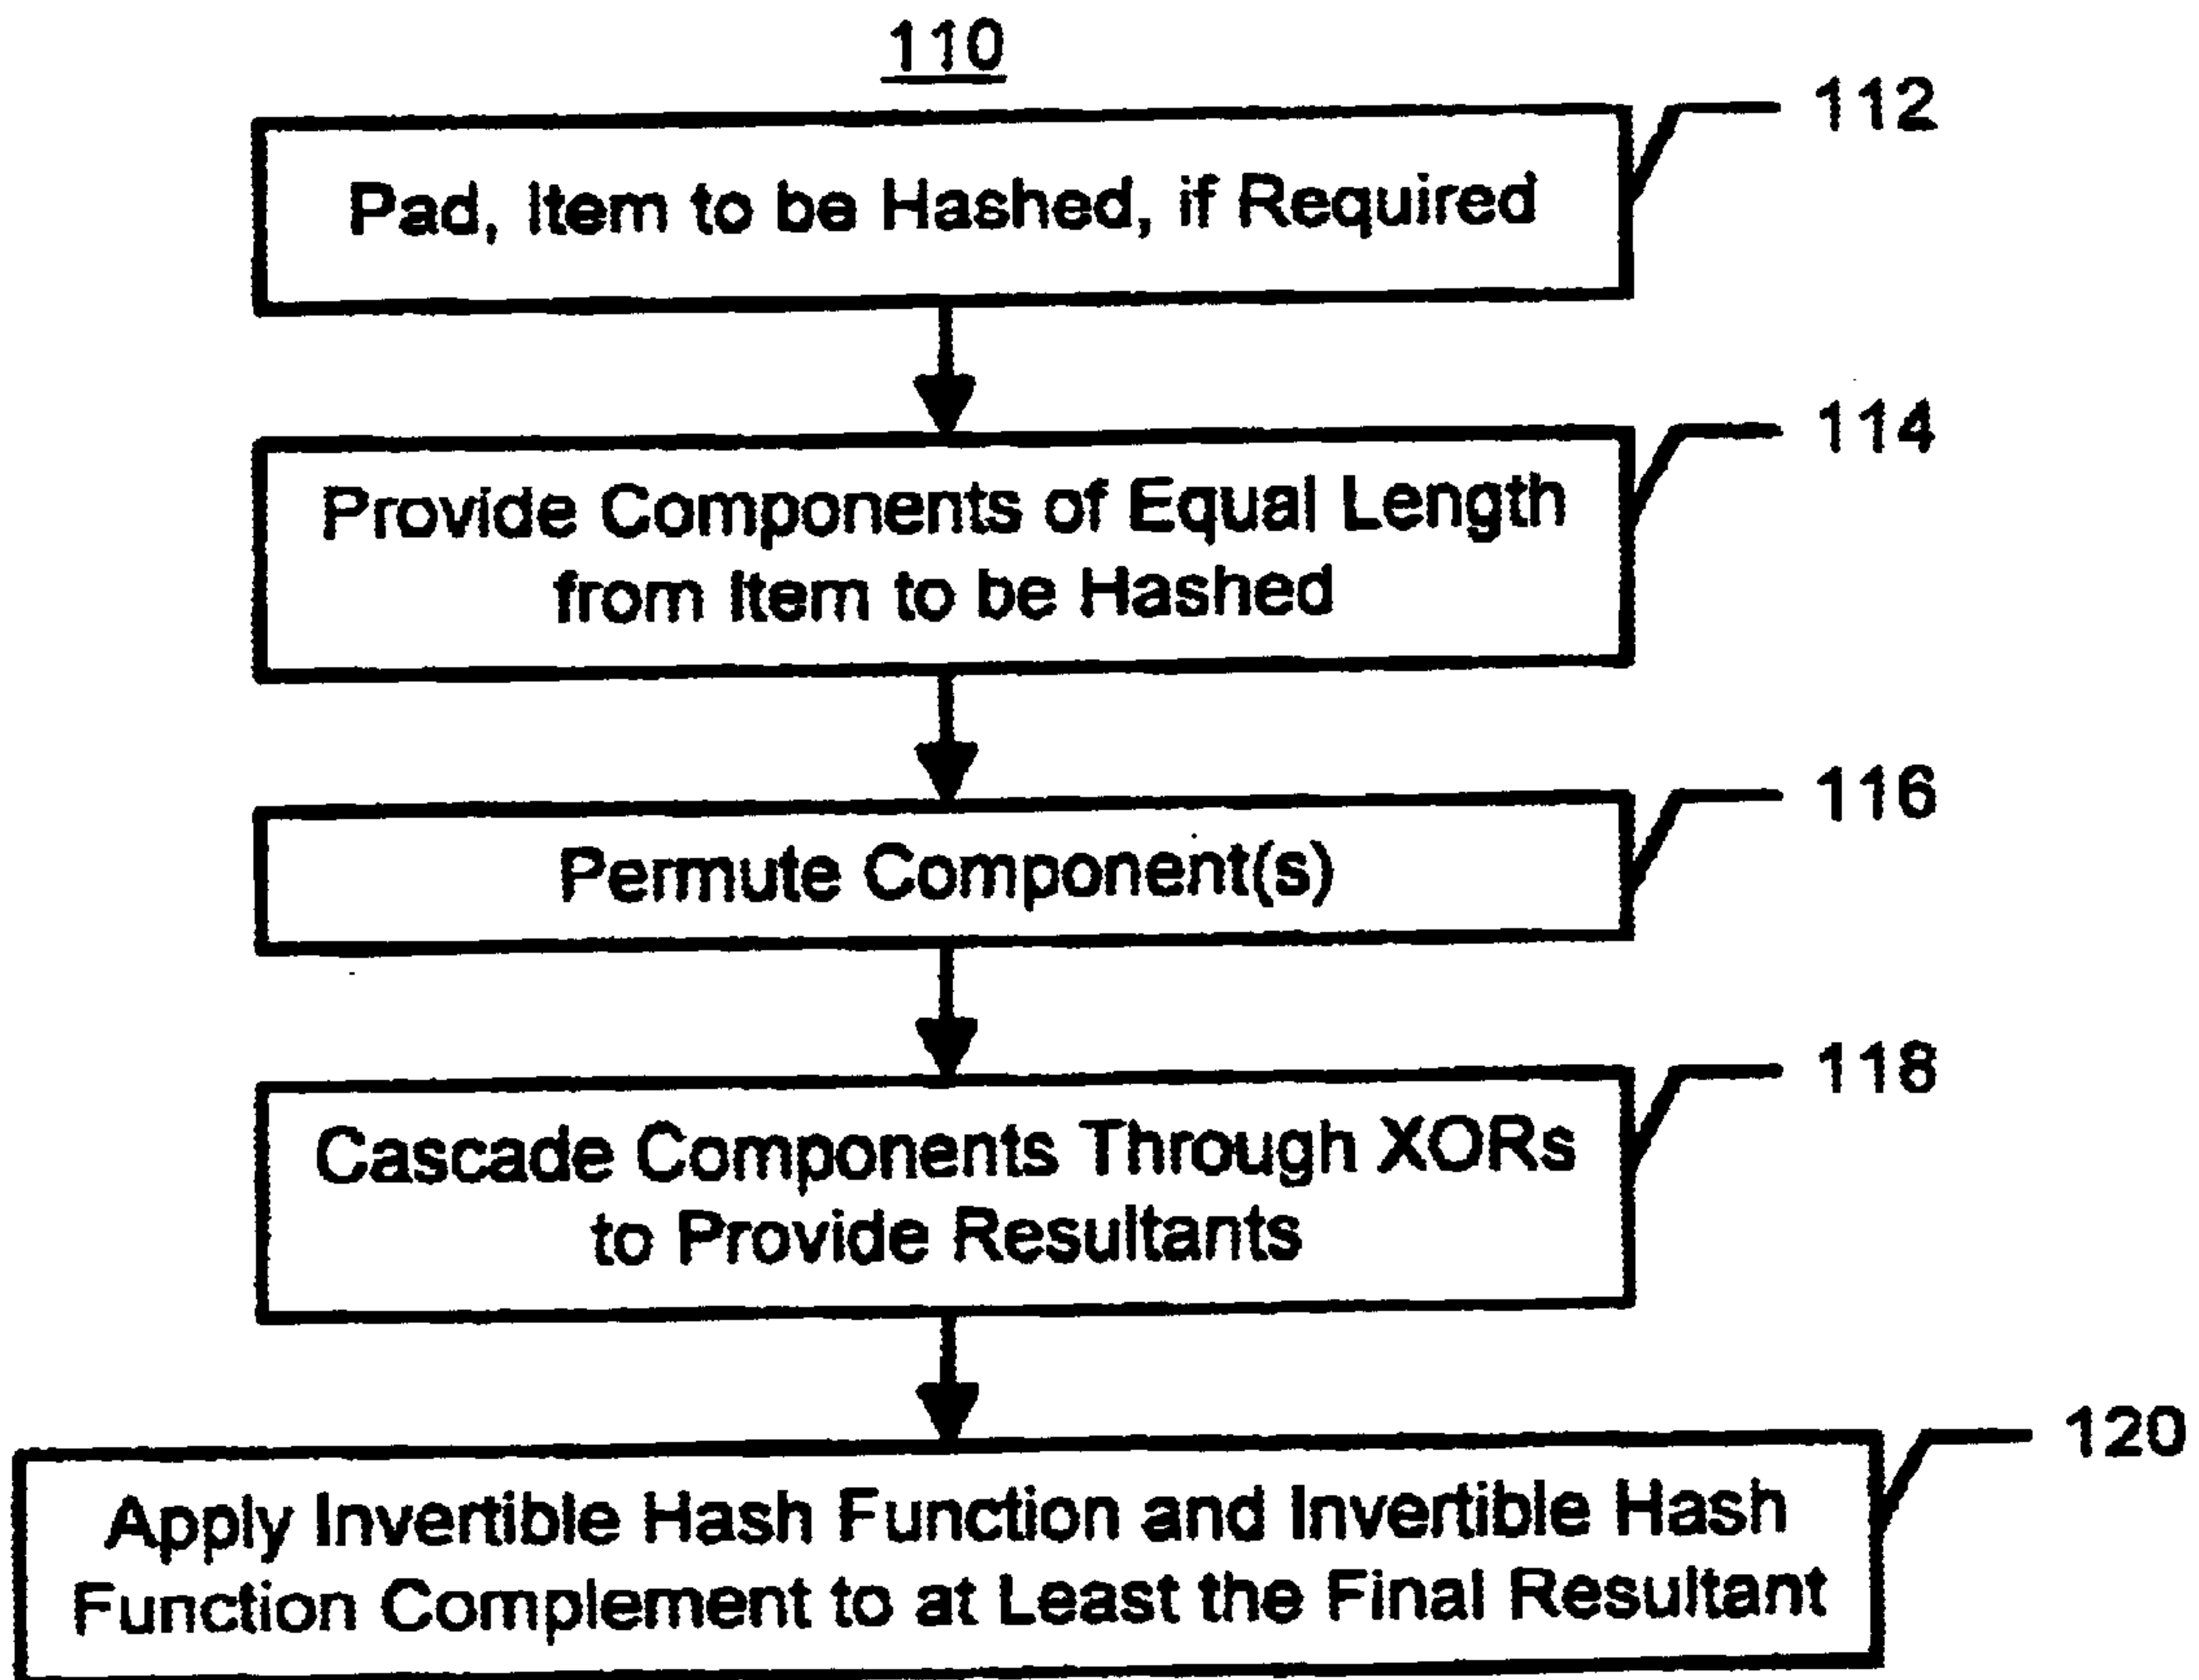 110
112
Pad, Item to be Hashed, if Required
114
Provide Components of Equal Length
from Item to be Hashed
116
Permute Component(s)
118
Cascade Components Through XORs
to Provide Resultants
120
Apply Invertible Hash Function and Invertible Hash
Function Complement to at Least the Final Resultant